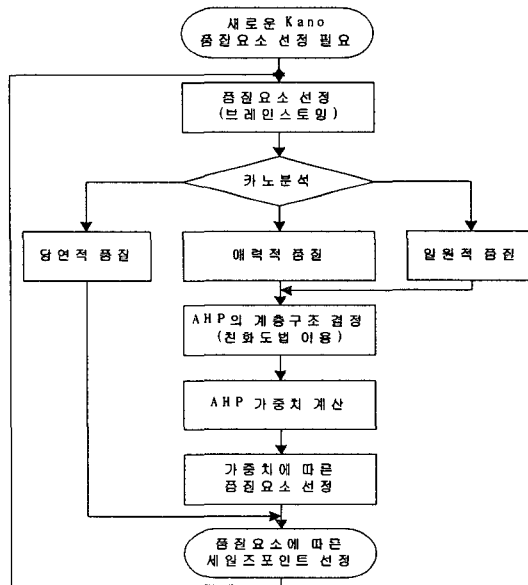 새로운 Kano
품질요소 선정 필요
품질요소 선정
(브레인스토밍)
카노분석
당연적 품질
매력적 품질
일원적 품질
AHP의 계층구조 결정
(친화도법 이용)
AHP 가중치 계산
가중치에 따른
품질요소 선정
품질요소에 따른
세일즈포인트 선정